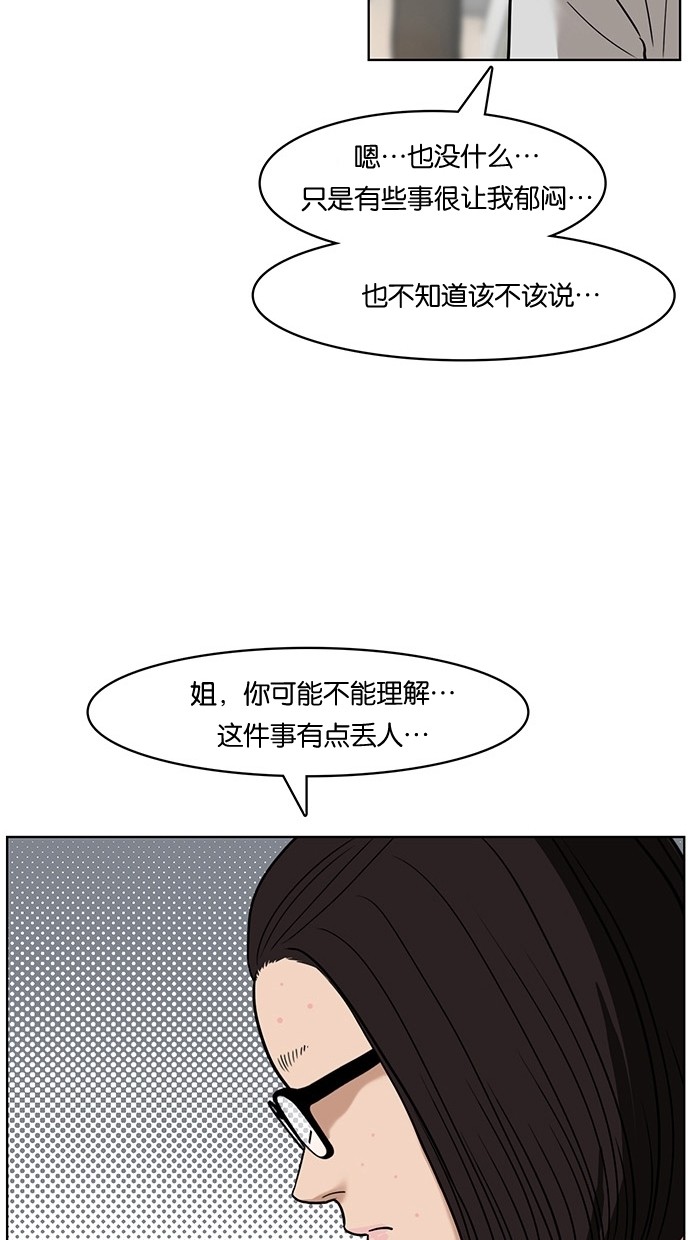 嗯…也没什么…
只是有些事很让我郁闷…
也不知道该不该说…
姐，你可能不能理解…
这件事有点丢人…